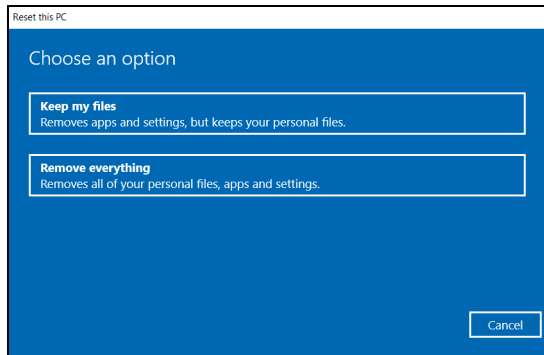 Reset this PC
Choose an option
Keep my files
Removes apps and settings, but keeps your personal files.
Remove everything
Removes all of your personal files, apps and settings.
Cancel